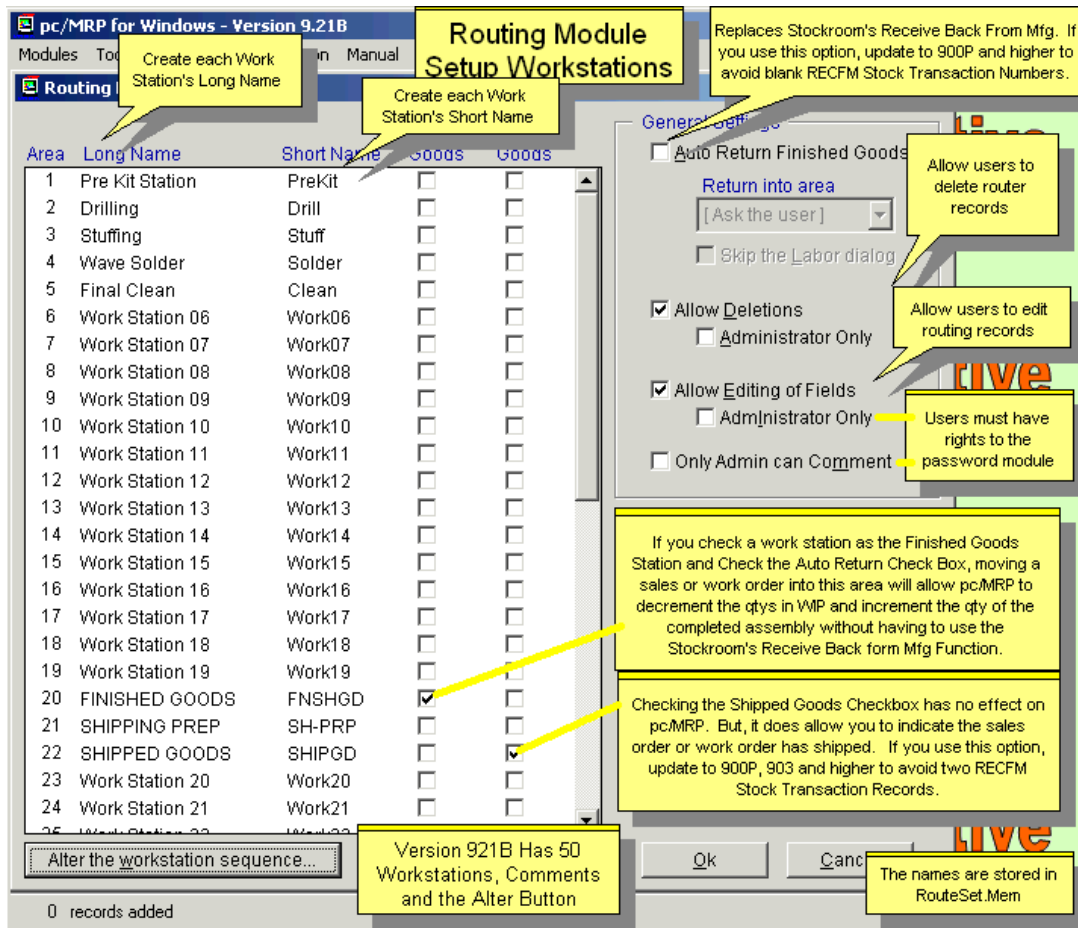 pc/MRP for Windows - Version 9.21B
Modules
Manual
Routing Module
Setup Workstations
Replaces Stockroom's Receive Back From Mfg. If
you use this option, update to 900P and higher to
avoid blank RECFM Stock Transaction Numbers.
Create each Work
Station's Long Name
Create each Work
Station's Short Name
General Settings
Auto Return Finished Goods
Return into area
[ Ask the user ]
Skip the Labor dialog
Allow Deletions
Administrator Only
Allow Editing of Fields
AdmInistrator Only
Only Admin can Comment
Allow users to
delete router
records
Allow users to edit
routing records
Users must have
rights to the
password module
Area Long Name Short Name Goods Goods
1 Pre Kit Station PreKit
2 Drilling Drill
3 Stuffing Stuff
4 Wave Solder Solder
5 Final Clean Clean
6 Work Station 06 Work06
7 Work Station 07 Work07
8 Work Station 08 Work08
9 Work Station 09 Work09
10 Work Station 10 Work10
11 Work Station 11 Work11
12 Work Station 12 Work12
13 Work Station 13 Work13
14 Work Station 14 Work14
15 Work Station 15 Work15
16 Work Station 16 Work16
17 Work Station 17 Work17
18 Work Station 18 Work18
19 Work Station 19 Work19
20 FINISHED GOODS FNSHGD
21 SHIPPING PREP SH-PRP
22 SHIPPED GOODS SHIPGD
23 Work Station 20 Work20
24 Work Station 21 Work21
If you check a work station as the Finished Goods
Station and Check the Auto Return Check Box, moving a
sales or work order into this area will allow pc/MRP to
decrement the qtys in WIP and increment the qty of the
completed assembly without having to use the
Stockroom's Receive Back form Mfg Function.
Checking the Shipped Goods Checkbox has no effect on
pc/MRP. But, it does allow you to indicate the sales
order or work order has shipped. If you use this option,
update to 900P, 903 and higher to avoid two RECFM
Stock Transaction Records.
Alter the workstation sequence...
Version 921B Has 50
Workstations, Comments
and the Alter Button
Ok
The names are stored in
RouteSet.Mem
0 records added